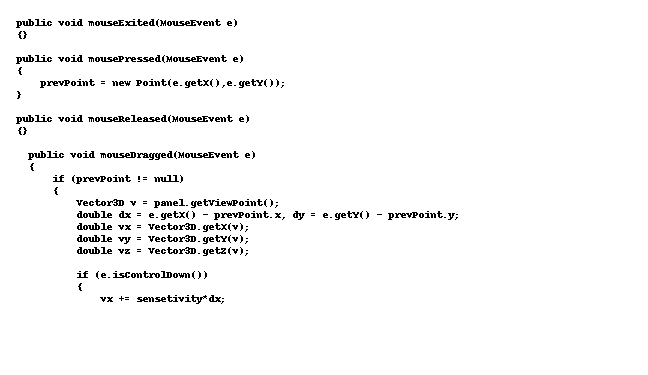 public void mouseExited(MouseEvent e)
{}
public void mousePressed(MouseEvent e)
{
prevPoint = new Point(e.getX(),e.getY());
}
public void mouseReleased(MouseEvent e)
{}
public void mouseDragged(MouseEvent e)
{
if (prevPoint != null)
{
Vector3D v = panel.getViewPoint();
double dx = e.getX() - prevPoint.x, dy = e.getY() - prevPoint.y;
double vx = Vector3D.getX(v);
double vy = Vector3D.getY(v);
double vz = Vector3D.getZ(v);
if (e.isControlDown())
{
vx += sensetivity*dx;